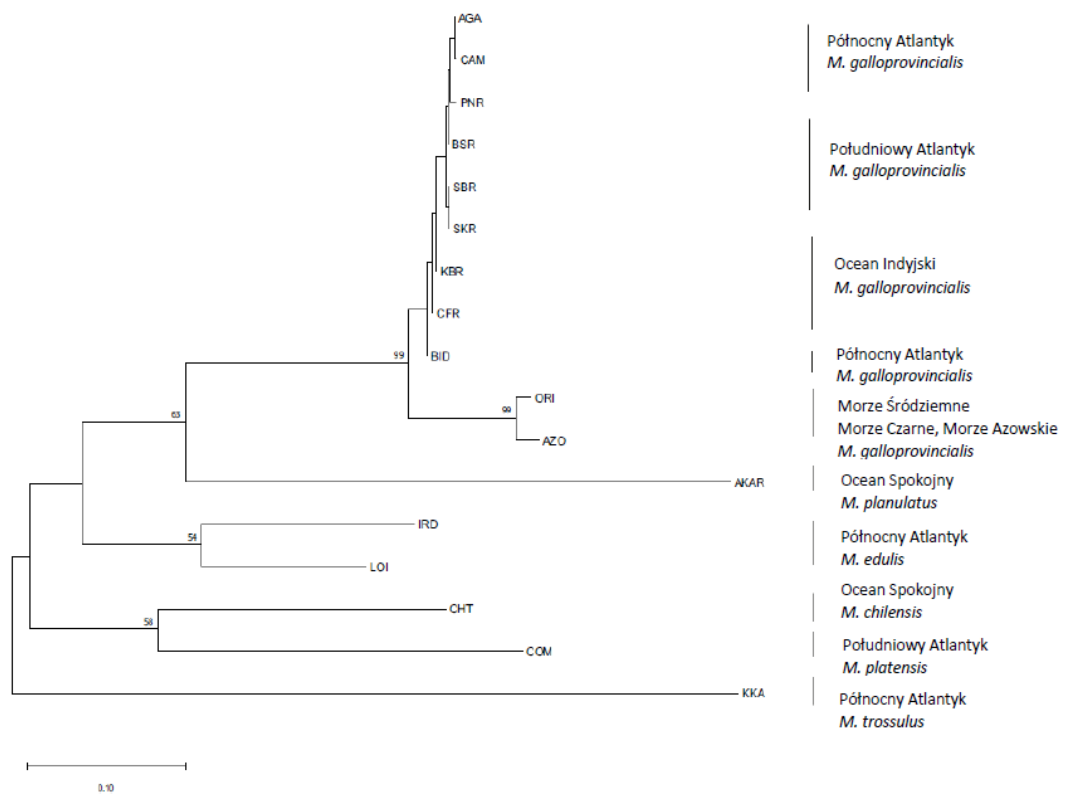 AGA
Północny Atlantyk
M. galloprovincialis
CAM
PNR
BSR
Południowy Atlantyk
M. galloprovincialis
SBR
SKR
Ocean Indyjski
M. galloprovincialis
KBR
CFR
99
BID
Północny Atlantyk
M. galloprovincialis
ORI
99
AZO
Morze Śródziemne
Morze Czarne, Morze Azowskie
M. galloprovincialis
63
AKAR
Ocean Spokojny
M. planulatus
IRD
54
LOI
Północny Atlantyk
M. edulis
CHT
58
Ocean Spokojny
M. chilensis
COM
Południowy Atlantyk
M. platensis
KKA
Północny Atlantyk
M. trossulus
0.10